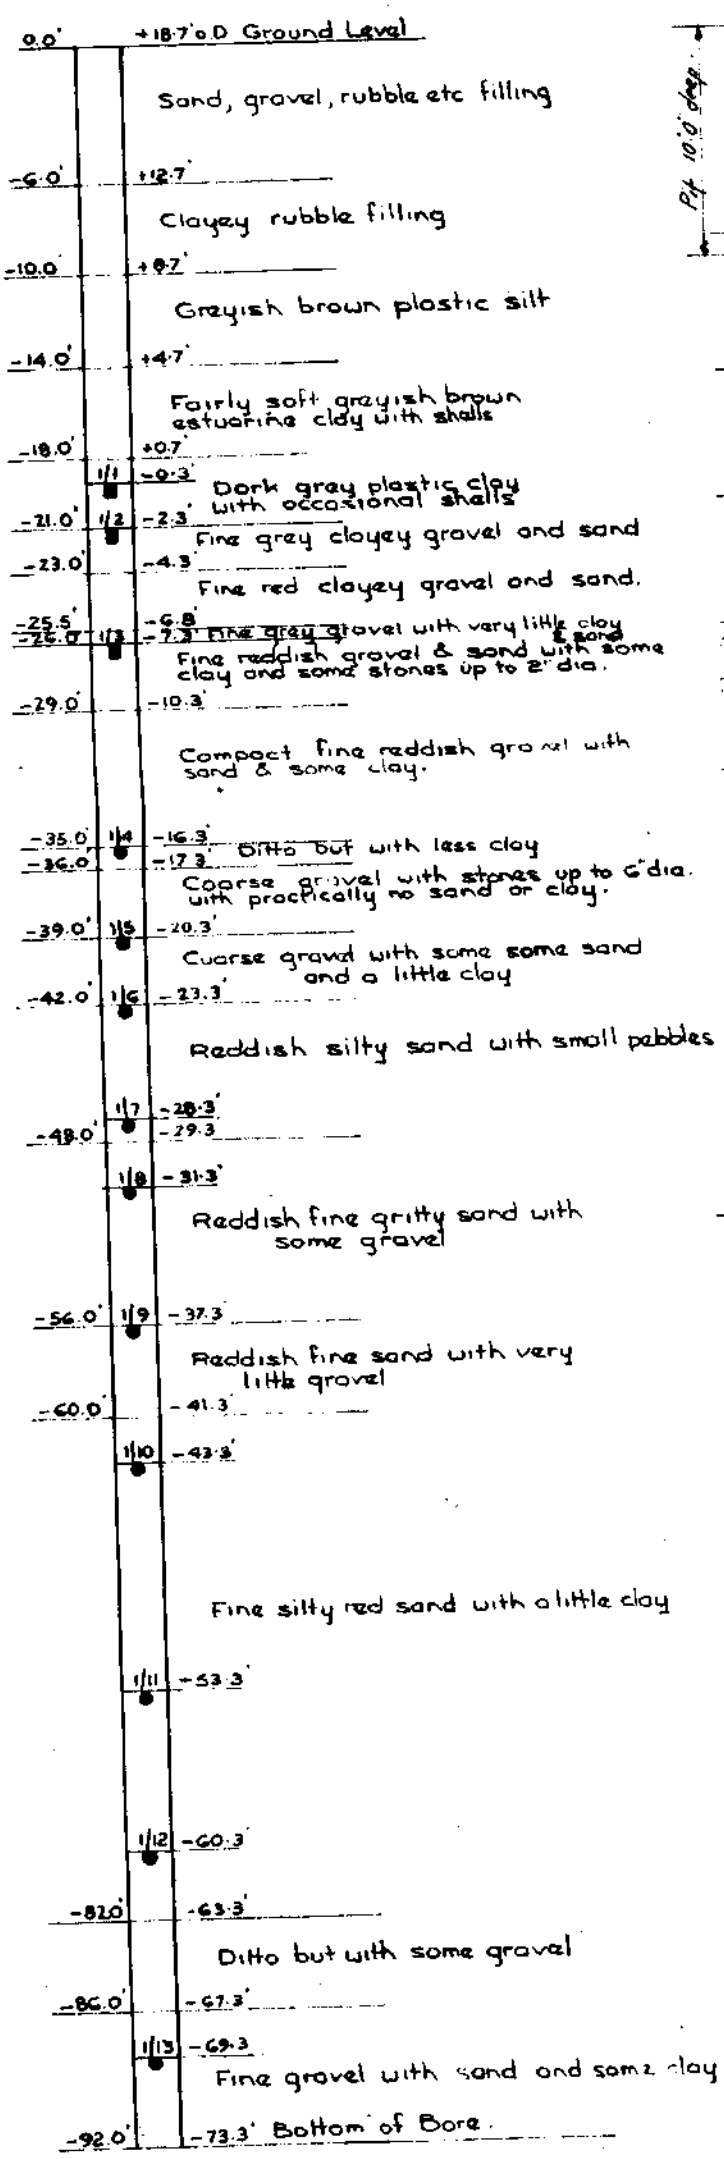 0.0' +18.7' O.D Ground Level
Pit 10'.0" deep.
Sand, gravel, rubble etc filling
-6.0' +12.7'
Clayey rubble filling
-10.0' +8.7'
Greyish brown plastic silt
-14.0' +4.7'
Fairly soft greyish brown
estuarine clay with shells
-18.0' +0.7'
1/1 -0.3'
Dark grey plastic clay
with occasional shells
-21.0' 1/2 -2.3'
Fine grey clayey gravel and sand
-23.0' -4.3'
Fine red clayey gravel and sand.
-25.5' -6.8'
-26.0' 1/3 -7.3' Fine grey gravel with very little clay
& sand
Fine reddish gravel & sand with some
clay and some stones up to 2" dia.
-29.0' -10.3'
Compact fine reddish gravel with
sand & some clay.
-35.0' 1/4 -16.3'
Ditto but with less clay
-36.0' -17.3'
Coarse gravel with stones up to 6" dia.
with practically no sand or clay.
-39.0' 1/5 -20.3'
Coarse gravel with some some sand
and a little clay
-42.0' 1/6 -23.3'
Reddish silty sand with small pebbles
1/7 -28.3'
-48.0' -29.3
1/8 -31.3'
Reddish fine gritty sand with
some gravel
-56.0' 1/9 -37.3'
Reddish fine sand with very
little gravel
-60.0' -41.3'
1/10 -43.3'
Fine silty red sand with a little clay
1/11 -53.3'
1/12 -60.3'
-82.0' -63.3'
Ditto but with some gravel
-86.0' -67.3'
1/13 -69.3
Fine gravel with sand and some clay
-92.0' -73.3' Bottom of Bore.